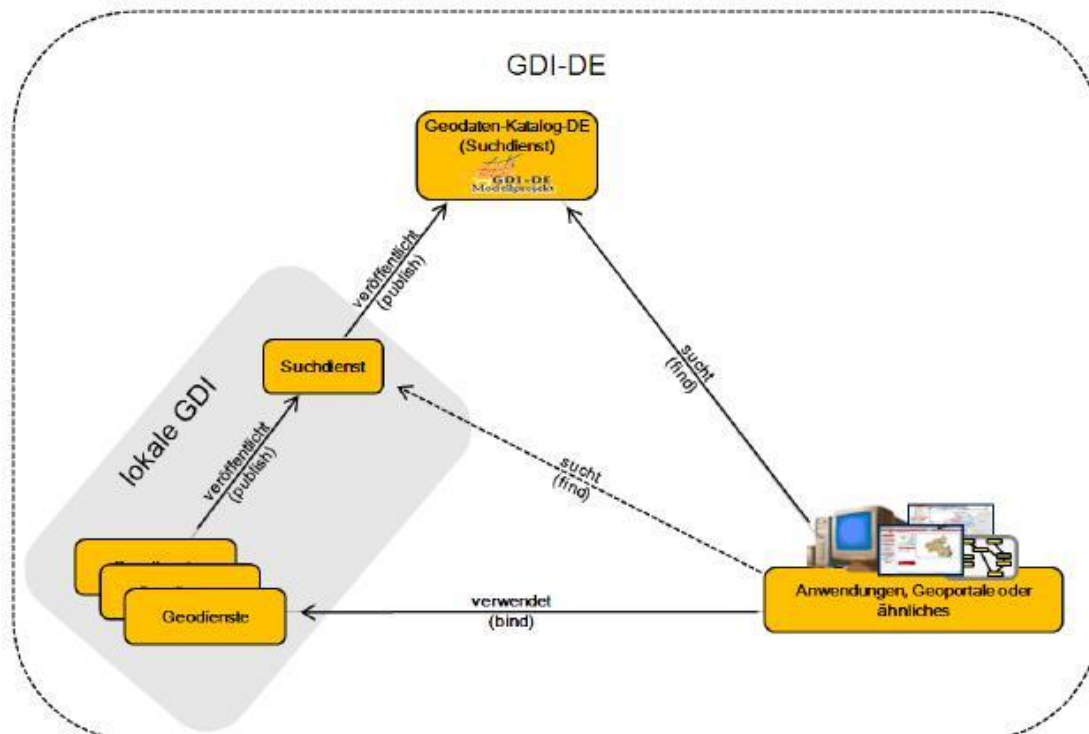 GDI-DE
Geodaten-Katalog-DE
(Suchdienst)
GDI-DE
Modellprojekt
veröffentlicht
(publish)
Suchdienst
sucht
(find)
lokale GDI
veröffentlicht
(publish)
sucht
(find)
Geodienste
verwendet
(bind)
Anwendungen, Geoportale oder
ähnliches